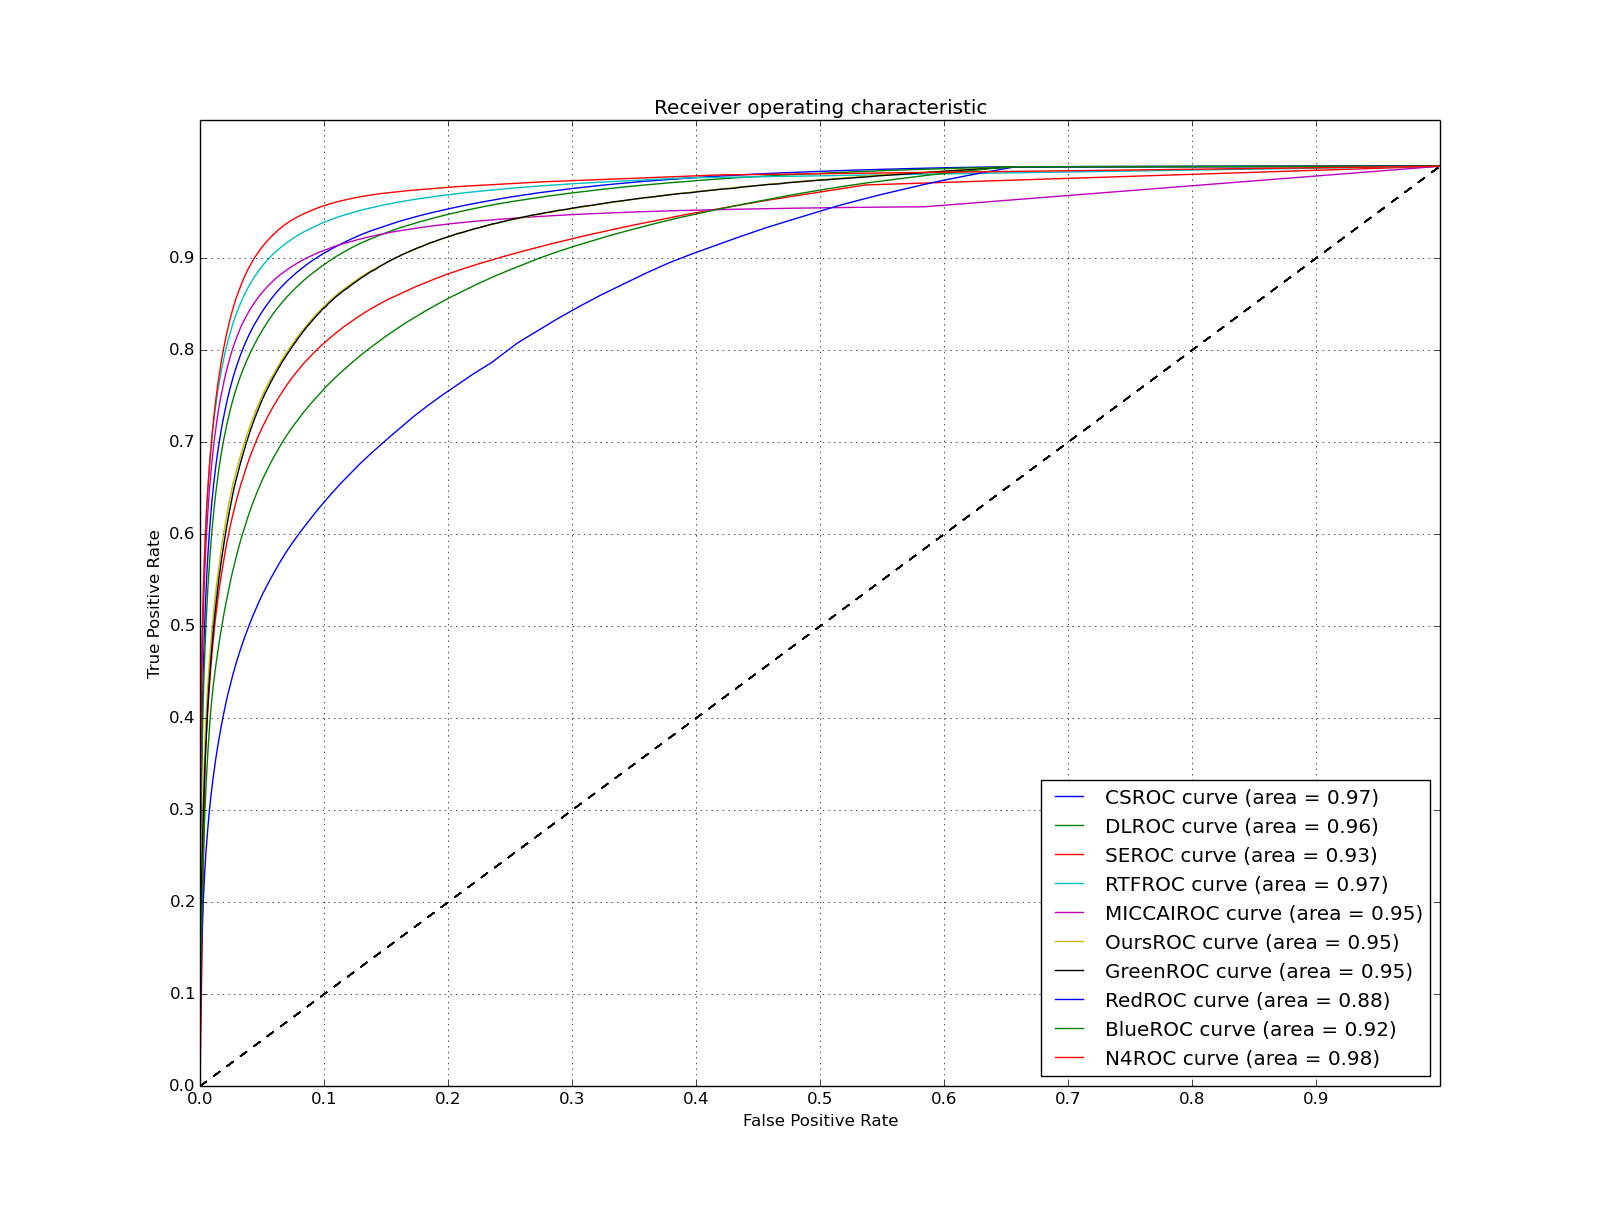 Receiver operating characteristic
True Positive Rate
0.9
0.8
0.7
0.6
0.5
0.4
0.3
0.2
0.1
0.0
0.0 0.1 0.2 0.3 0.4 0.5 0.6 0.7 0.8 0.9
False Positive Rate
CSROC curve (area = 0.97)
DLROC curve (area = 0.96)
SEROC curve (area = 0.93)
RTFROC curve (area = 0.97)
MICCAIROC curve (area = 0.95)
OursROC curve (area = 0.95)
GreenROC curve (area = 0.95)
RedROC curve (area = 0.88)
BlueROC curve (area = 0.92)
N4ROC curve (area = 0.98)